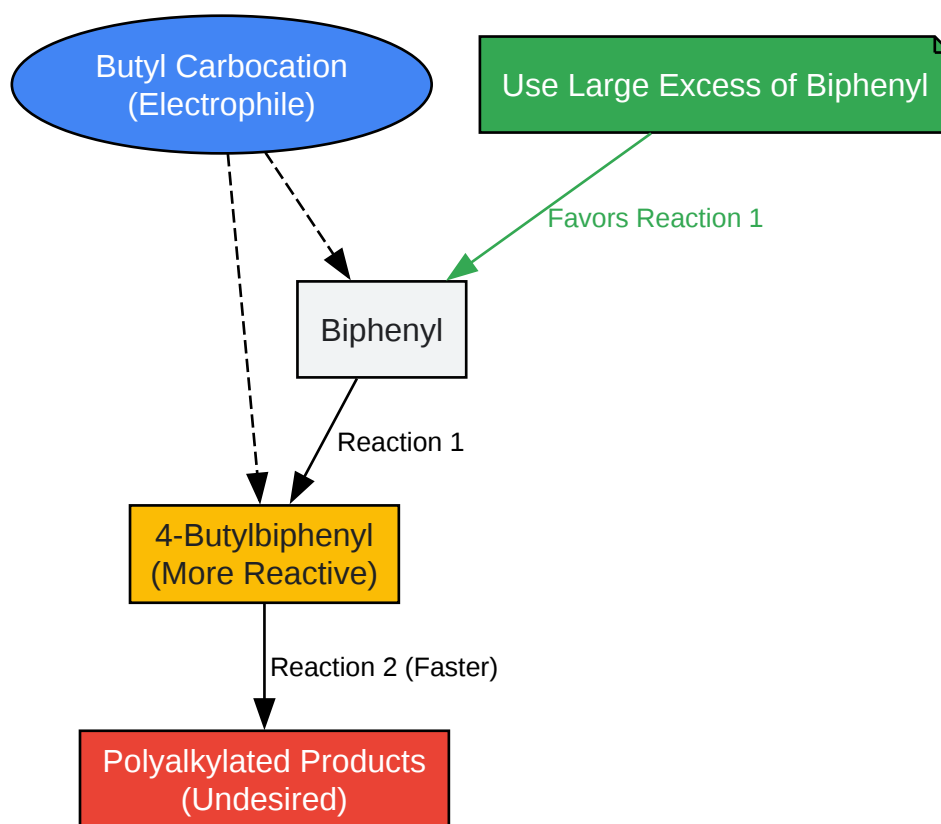 Butyl Carbocation
(Electrophile)
Use Large Excess of Biphenyl
Favors Reaction 1
Biphenyl
Reaction 1
4-Butylbiphenyl
(More Reactive)
Reaction 2 (Faster)
Polyalkylated Products
(Undesired)